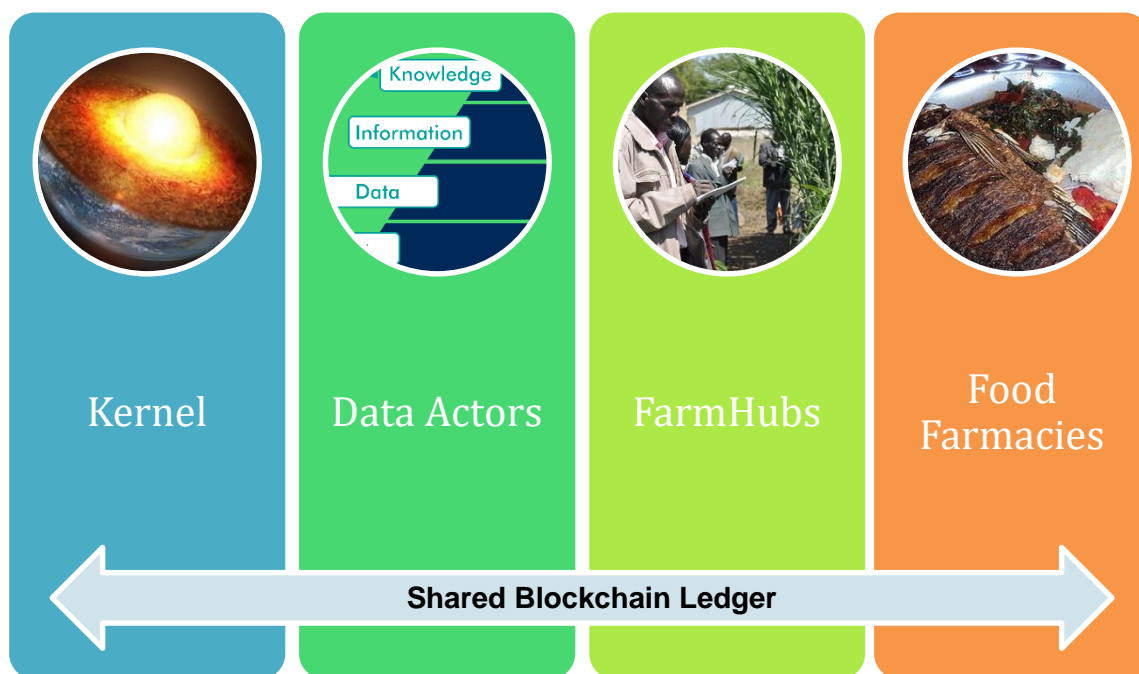 Knowledge
Information
Data
Kernel
Data Actors
FarmHubs
Food
Farmacies
Shared Blockchain Ledger